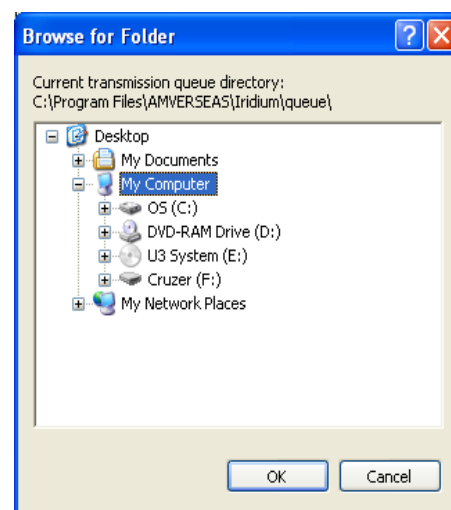 Browse for Folder
Current transmission queue directory:
C:\Program Files\AMVERSEAS\Iridium\queue\
Desktop
My Documents
My Computer
OS (C:)
DVD-RAM Drive (D:)
U3 System (E:)
Cruzer (F:)
My Network Places
OK Cancel